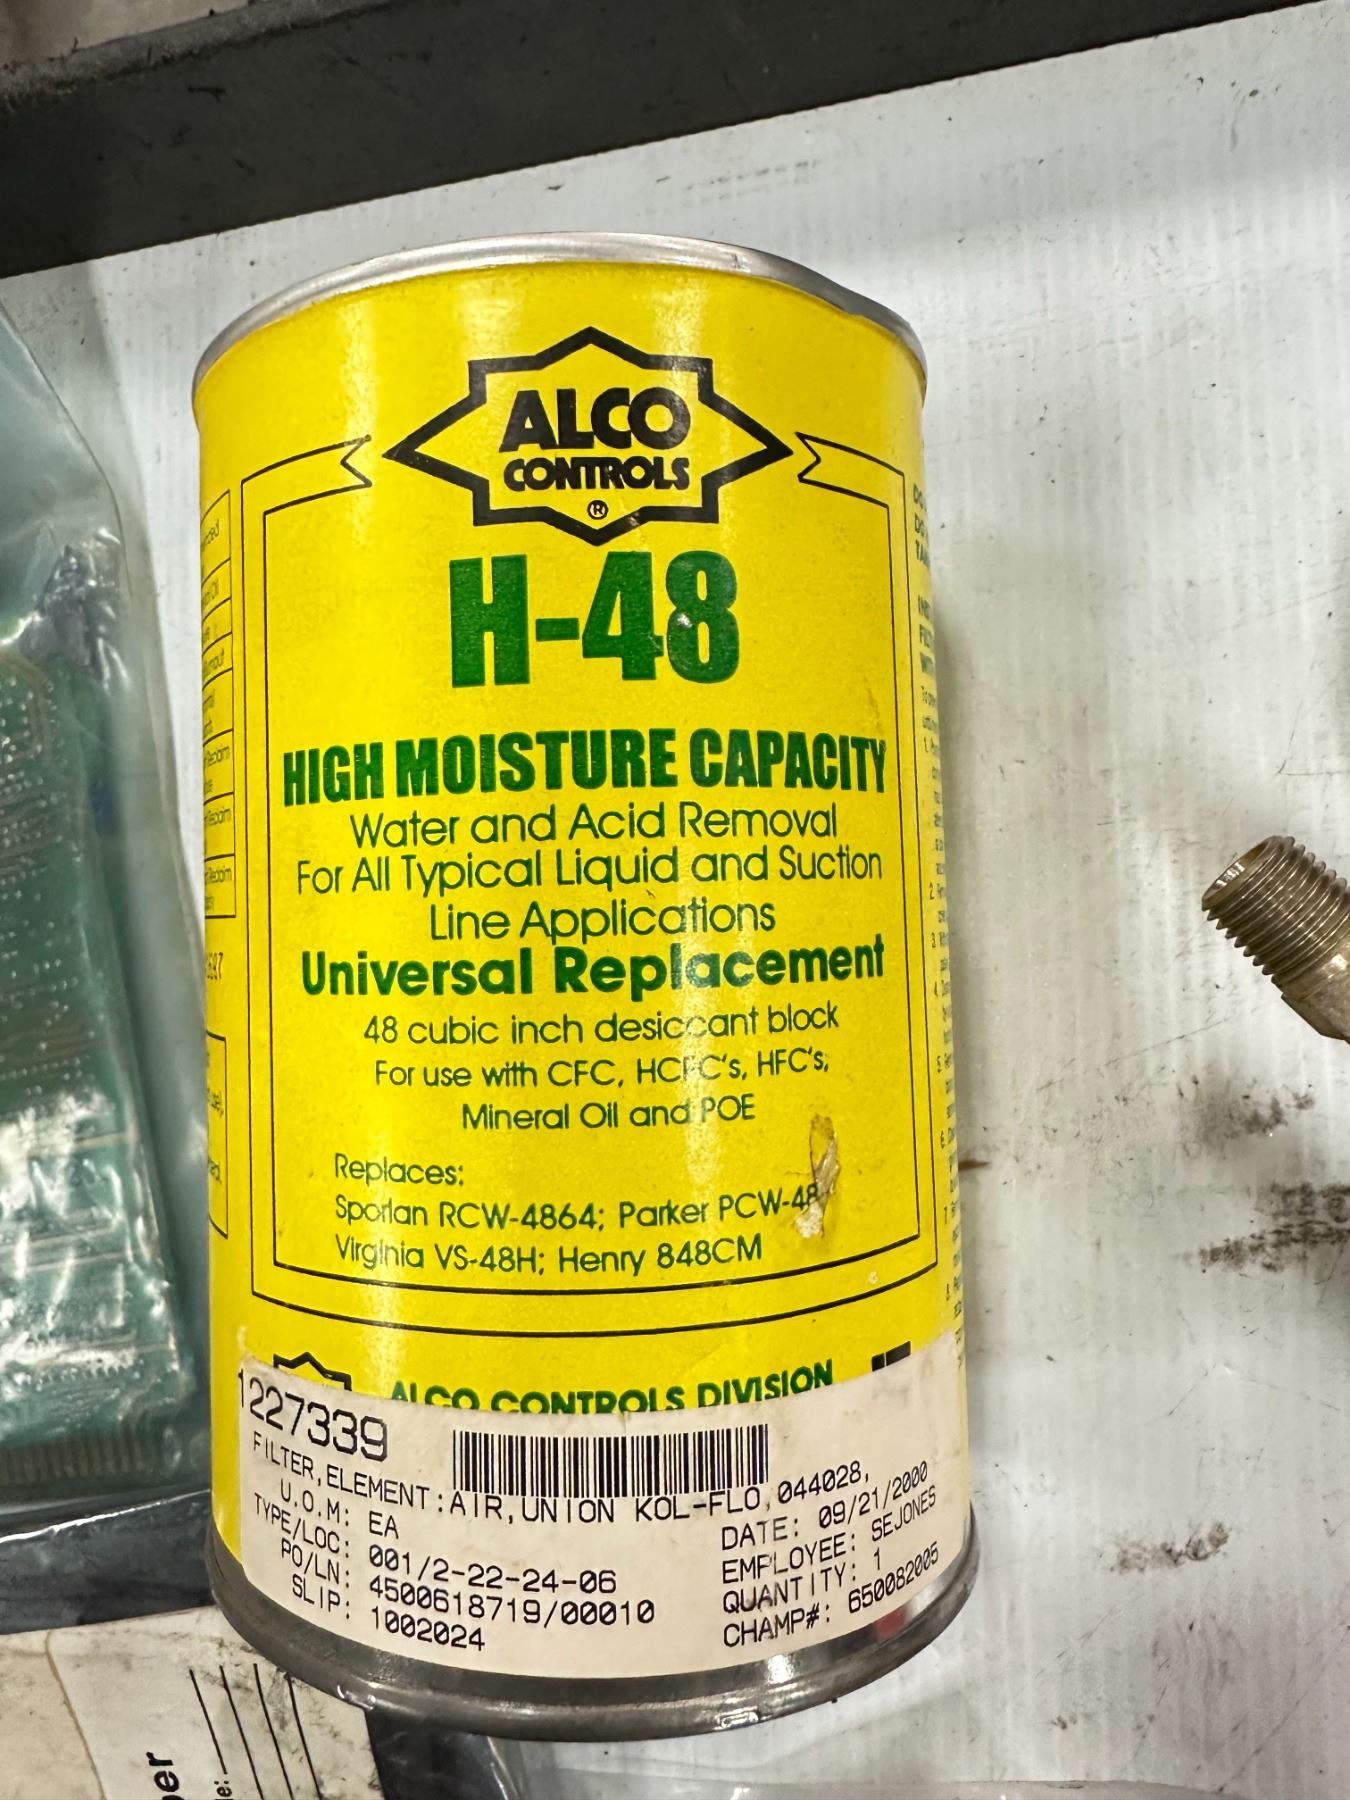 ALCO
CONTROLS
®
H-48
HIGH MOISTURE CAPACITY
Water and Acid Removal
For All Typical Liquid and Suction
Line Applications
Universal Replacement
48 cubic inch desiccant block
For use with CFC, HCFC's, HFC's,
Mineral Oil and POE
Replaces:
Sporlan RCW-4864; Parker PCW-48
Virginia VS-48H; Henry 848CM
ALCO CONTROLS DIVISION
1227339
FILTER,ELEMENT:AIR,UNION KOL-FLO,044028,
U.O.M: EA
TYPE/LOC: 001/2-22-24-06
PO/LN: 4500618719/00010
SLIP: 1002024
DATE: 09/21/2000
EMPLOYEE: SEJONES
QUANTITY: 1
CHAMP#: 650082005